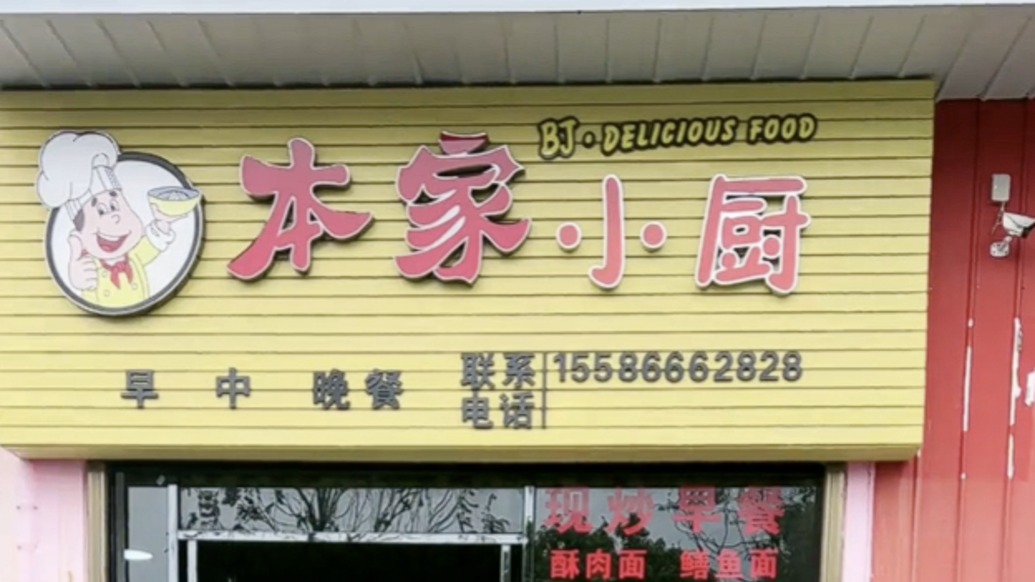 BJ·DELICIOUS FOOD
本家小厨
早 中 晚餐
联系电话 15586662828
现炒早餐
酥肉面 鳝鱼面